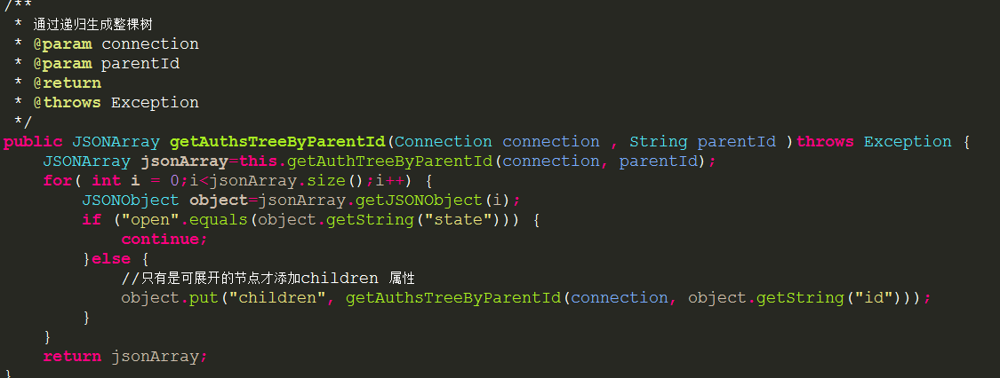 /**
 * 通过递归生成整棵树
 * @param connection
 * @param parentId
 * @return
 * @throws Exception
 */
public JSONArray getAuthsTreeByParentId(Connection connection , String parentId )throws Exception {
    JSONArray jsonArray=this.getAuthTreeByParentId(connection, parentId);
    for( int i = 0;i<jsonArray.size();i++) {
        JSONObject object=jsonArray.getJSONObject(i);
        if ("open".equals(object.getString("state"))) {
            continue;
        }else {
            //只有是可展开的节点才添加children 属性
            object.put("children", getAuthsTreeByParentId(connection, object.getString("id")));
        }
    }
    return jsonArray;
}